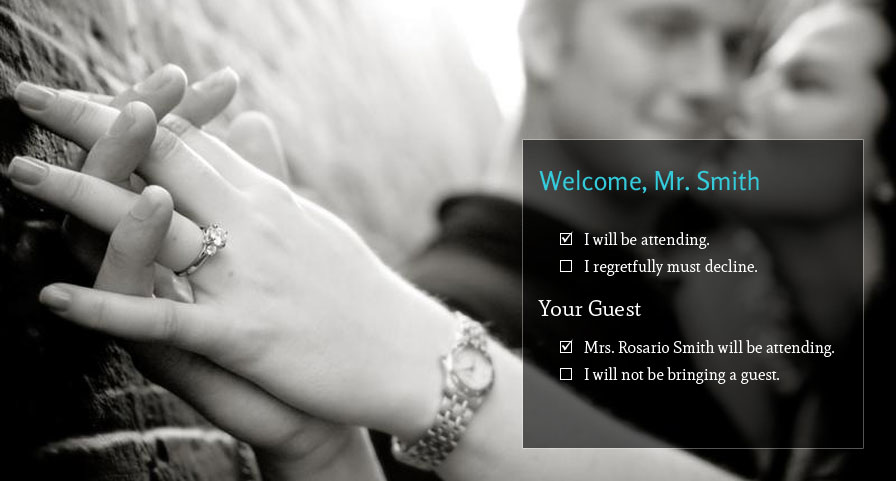 Welcome, Mr. Smith
I will be attending.
I regretfully must decline.
Your Guest
Mrs. Rosario Smith will be attending.
I will not be bringing a guest.